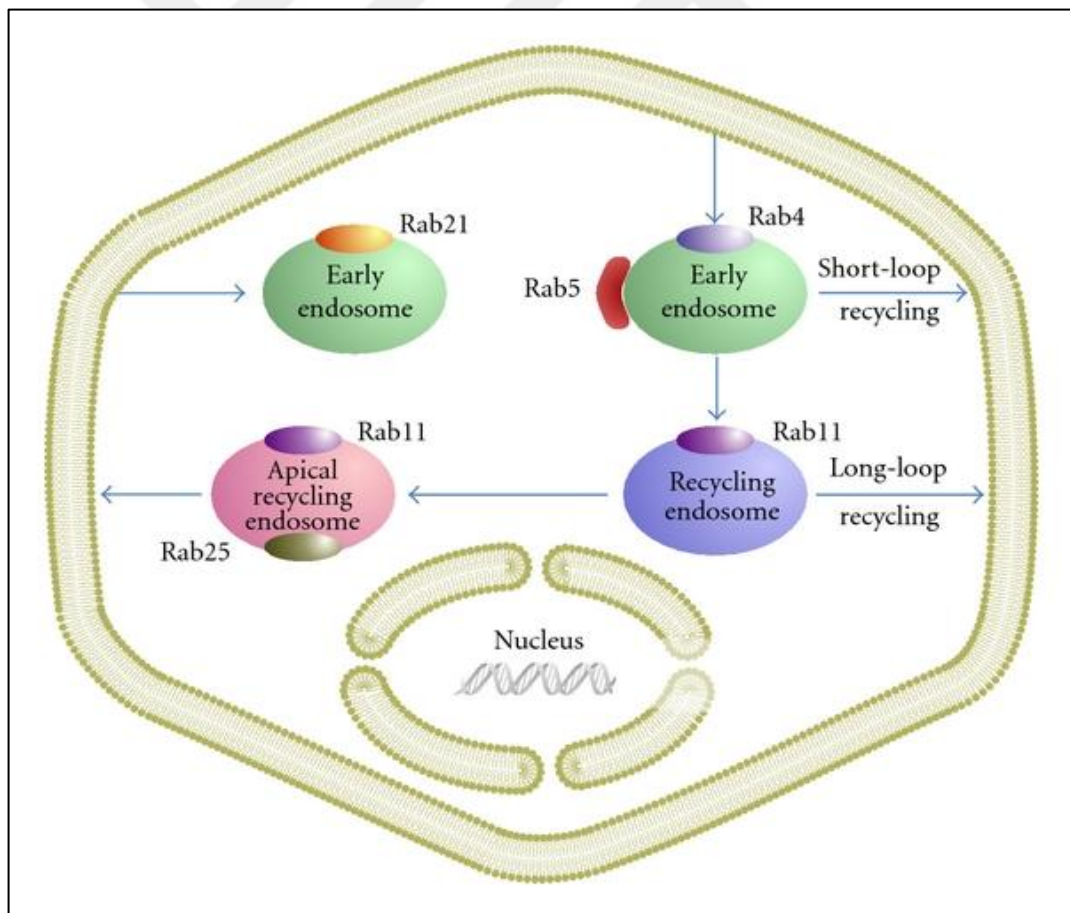 Rab21
Early
endosome
Rab4
Rab5
Early
endosome
Short-loop
recycling
Rab11
Apical
recycling
endosome
Rab25
Rab11
Recycling
endosome
Long-loop
recycling
Nucleus